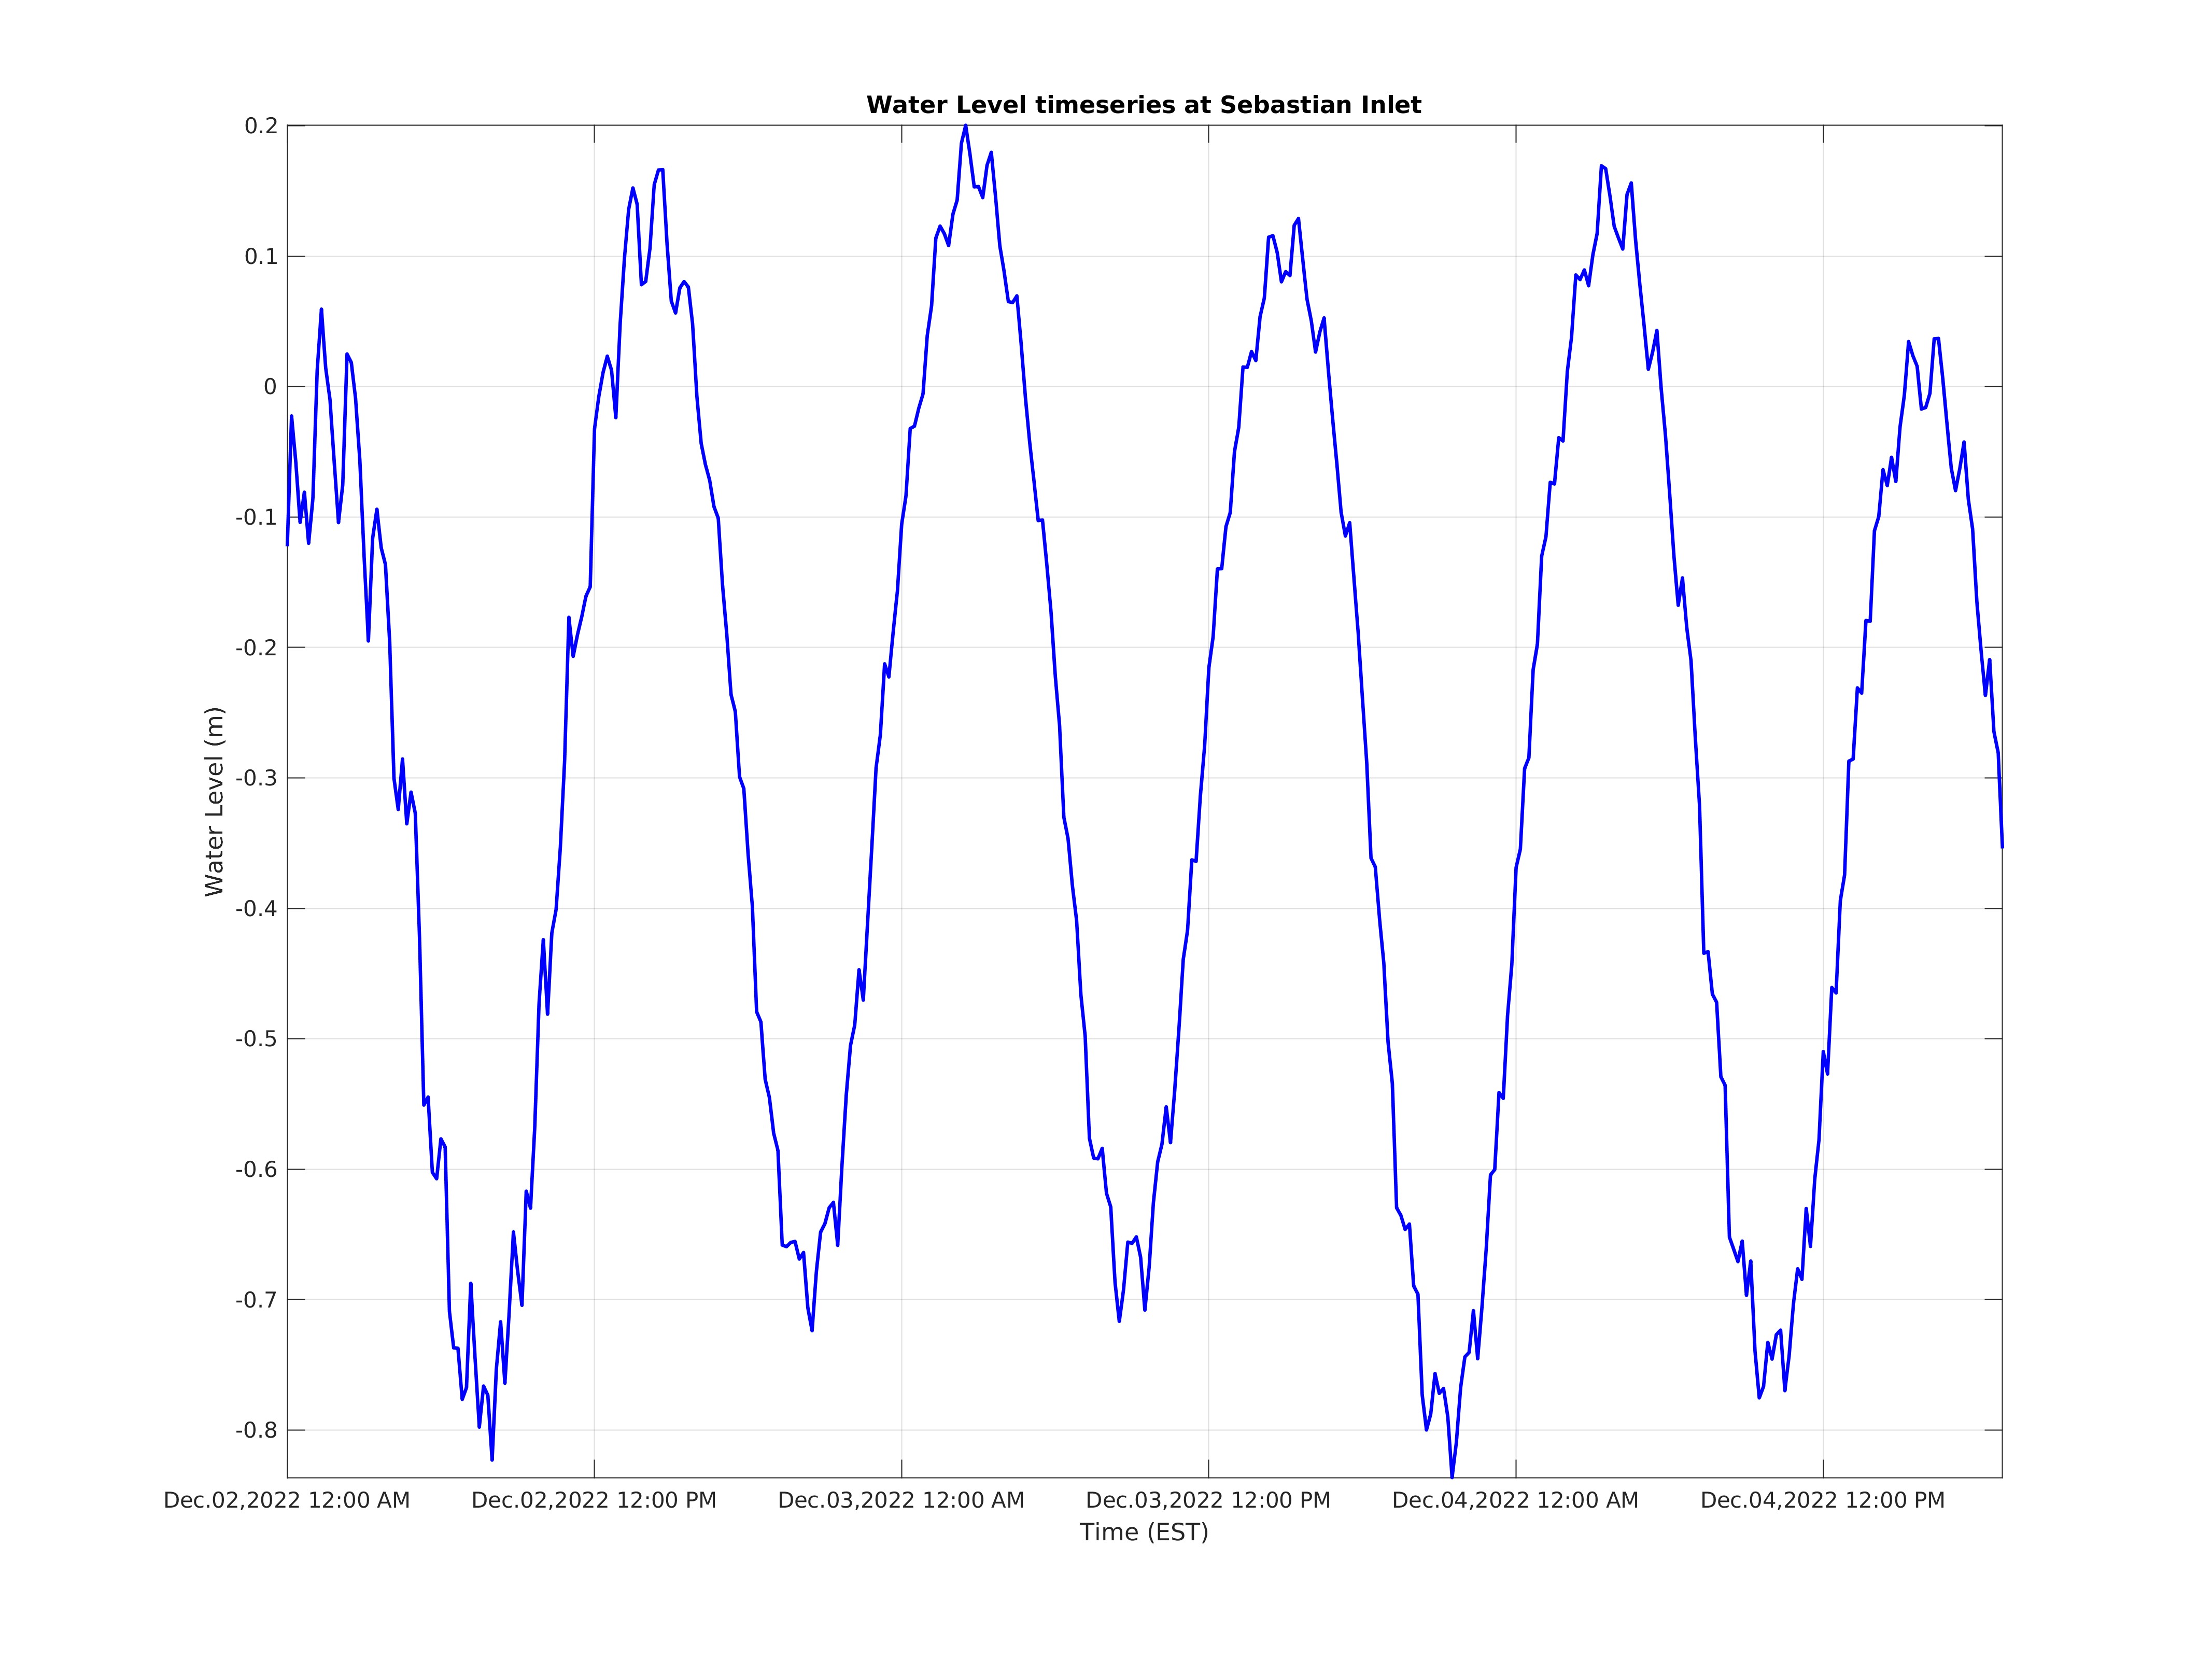 Water Level timeseries at Sebastian Inlet
0.2
0.1
0
-0.1
-0.2
-0.3
-0.4
-0.5
-0.6
-0.7
-0.8
Water Level (m)
Dec.02,2022 12:00 AM
Dec.02,2022 12:00 PM
Dec.03,2022 12:00 AM
Dec.03,2022 12:00 PM
Dec.04,2022 12:00 AM
Dec.04,2022 12:00 PM
Time (EST)